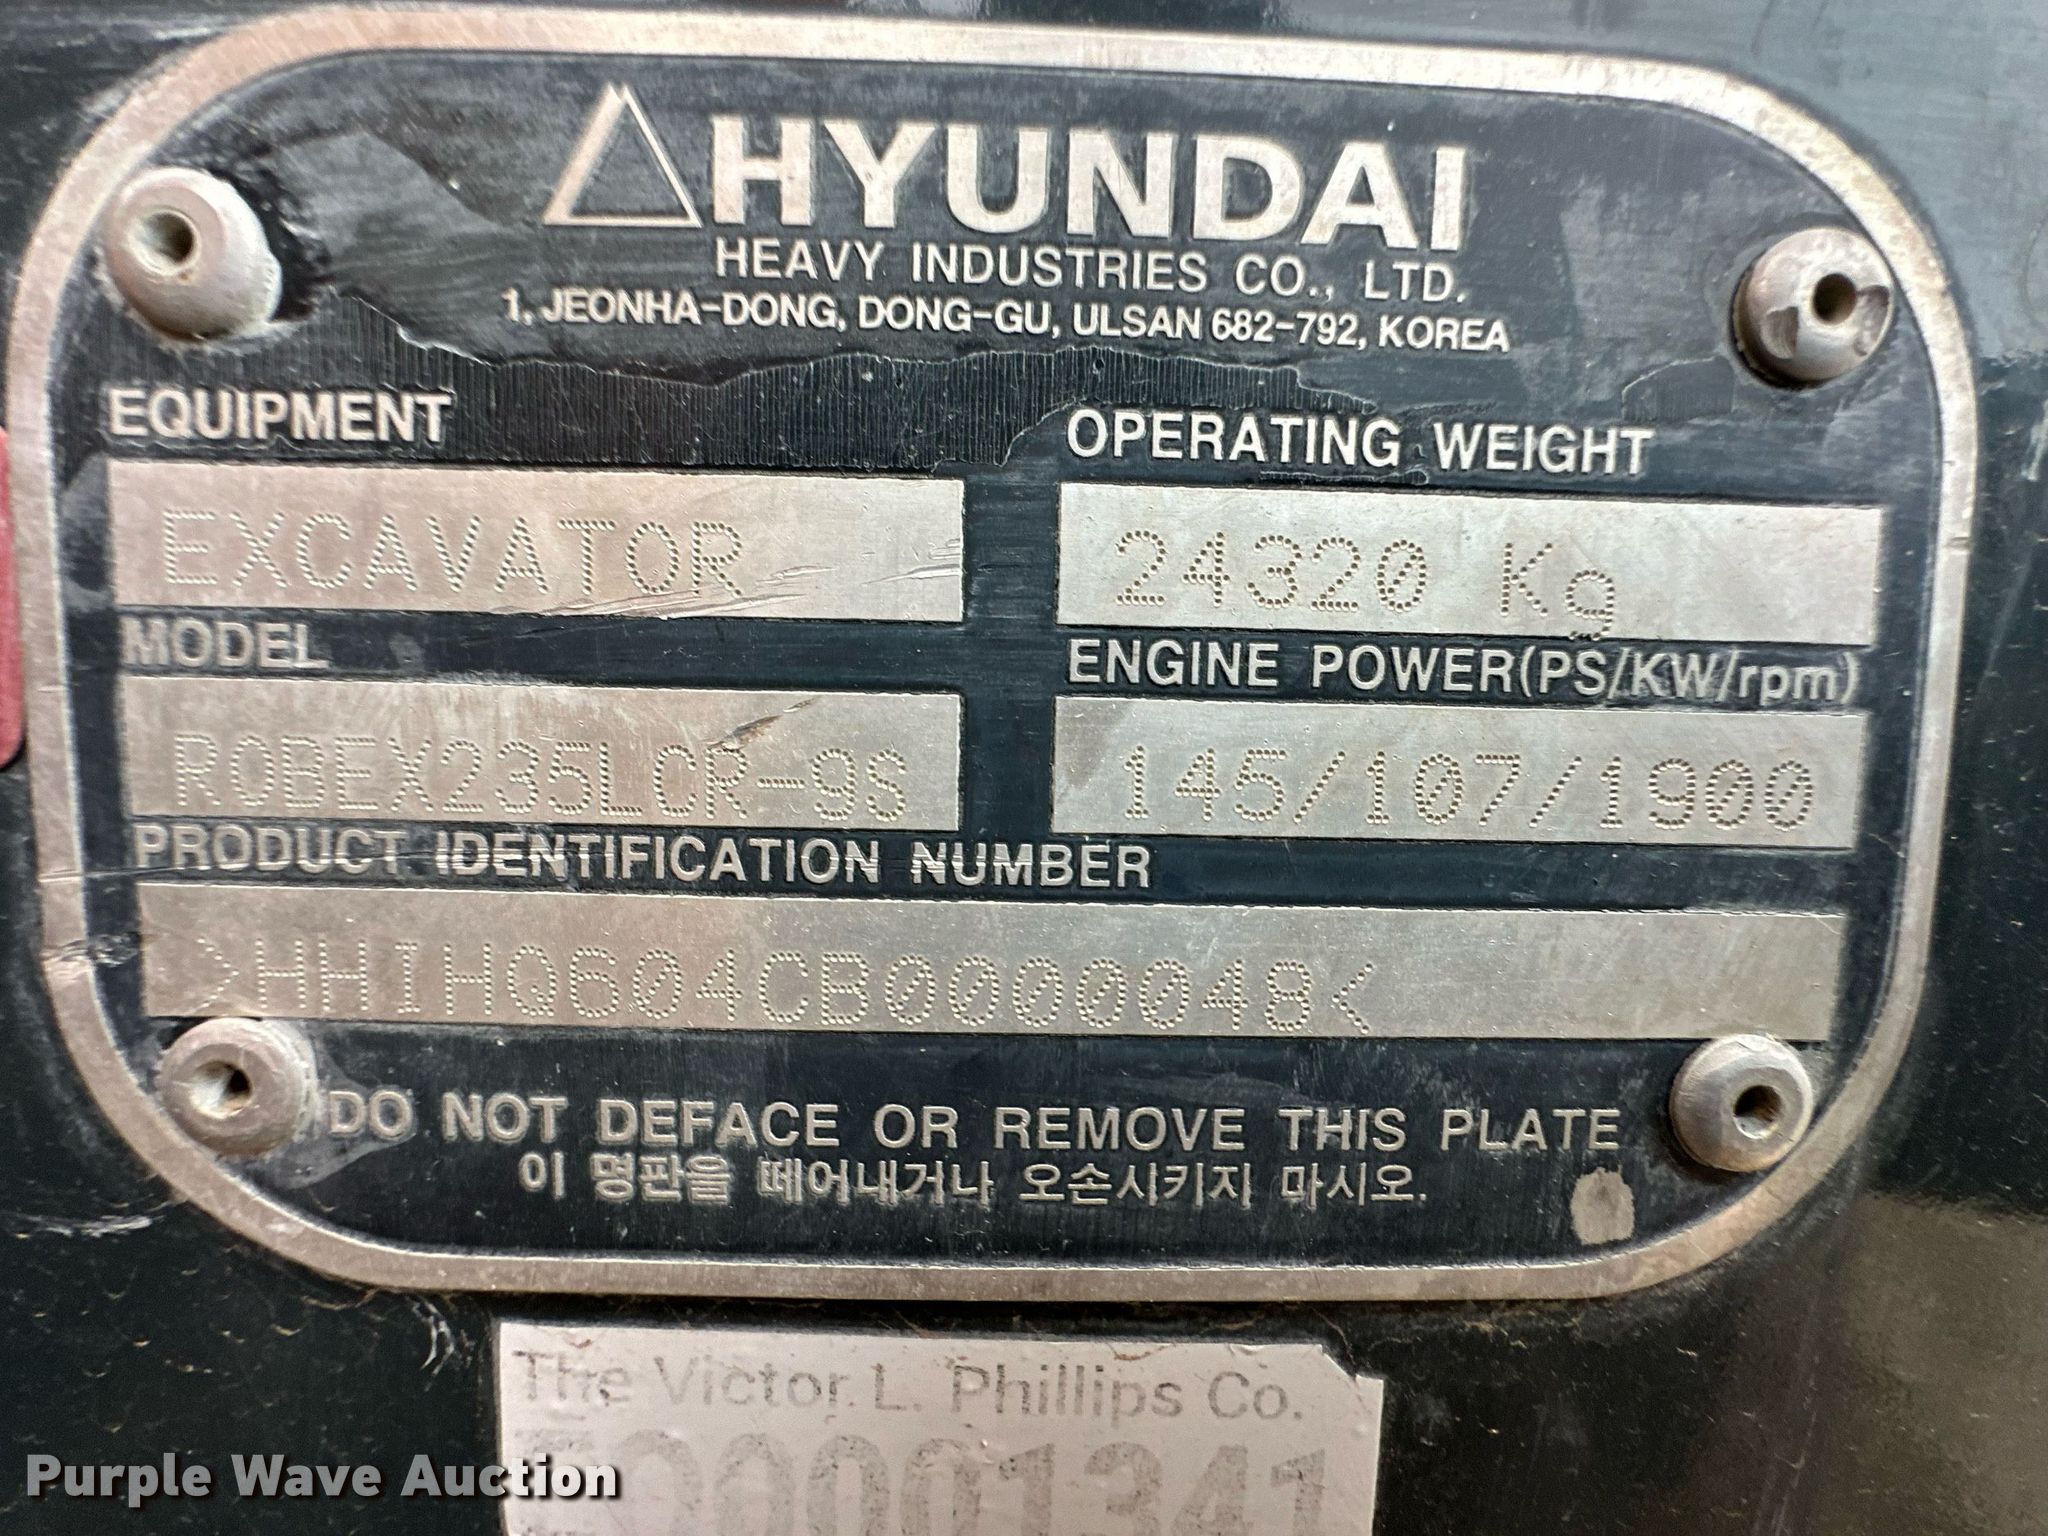 HYUNDAI
HEAVY INDUSTRIES CO., LTD.
1, JEONHA-DONG, DONG-GU, ULSAN 682-792, KOREA
EQUIPMENT
EXCAVATOR
OPERATING WEIGHT
24320 Kg
MODEL
ROBEX235LCR-9S
ENGINE POWER(PS/KW/rpm)
145/107/1900
PRODUCT IDENTIFICATION NUMBER
>HHIHQ604CB0000048<
DO NOT DEFACE OR REMOVE THIS PLATE
이 명판을 떼어내거나 오손시키지 마시오.
The Victor L. Phillips Co.
Purple Wave Auction